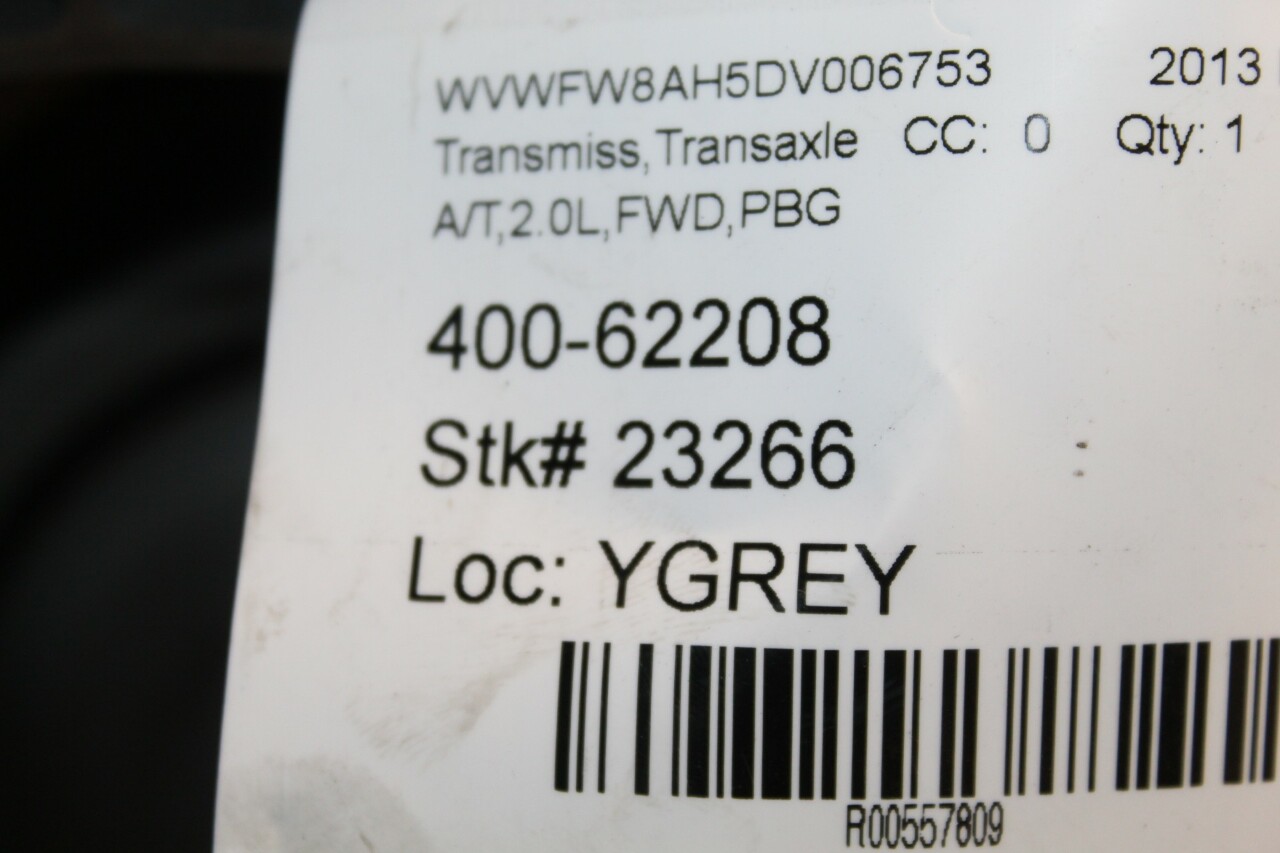 WVWFW8AH5DV006753 2013
Transmiss,Transaxle CC: 0 Qty: 1
A/T,2.0L,FWD,PBG
400-62208
Stk# 23266
Loc: YGREY
R00557809